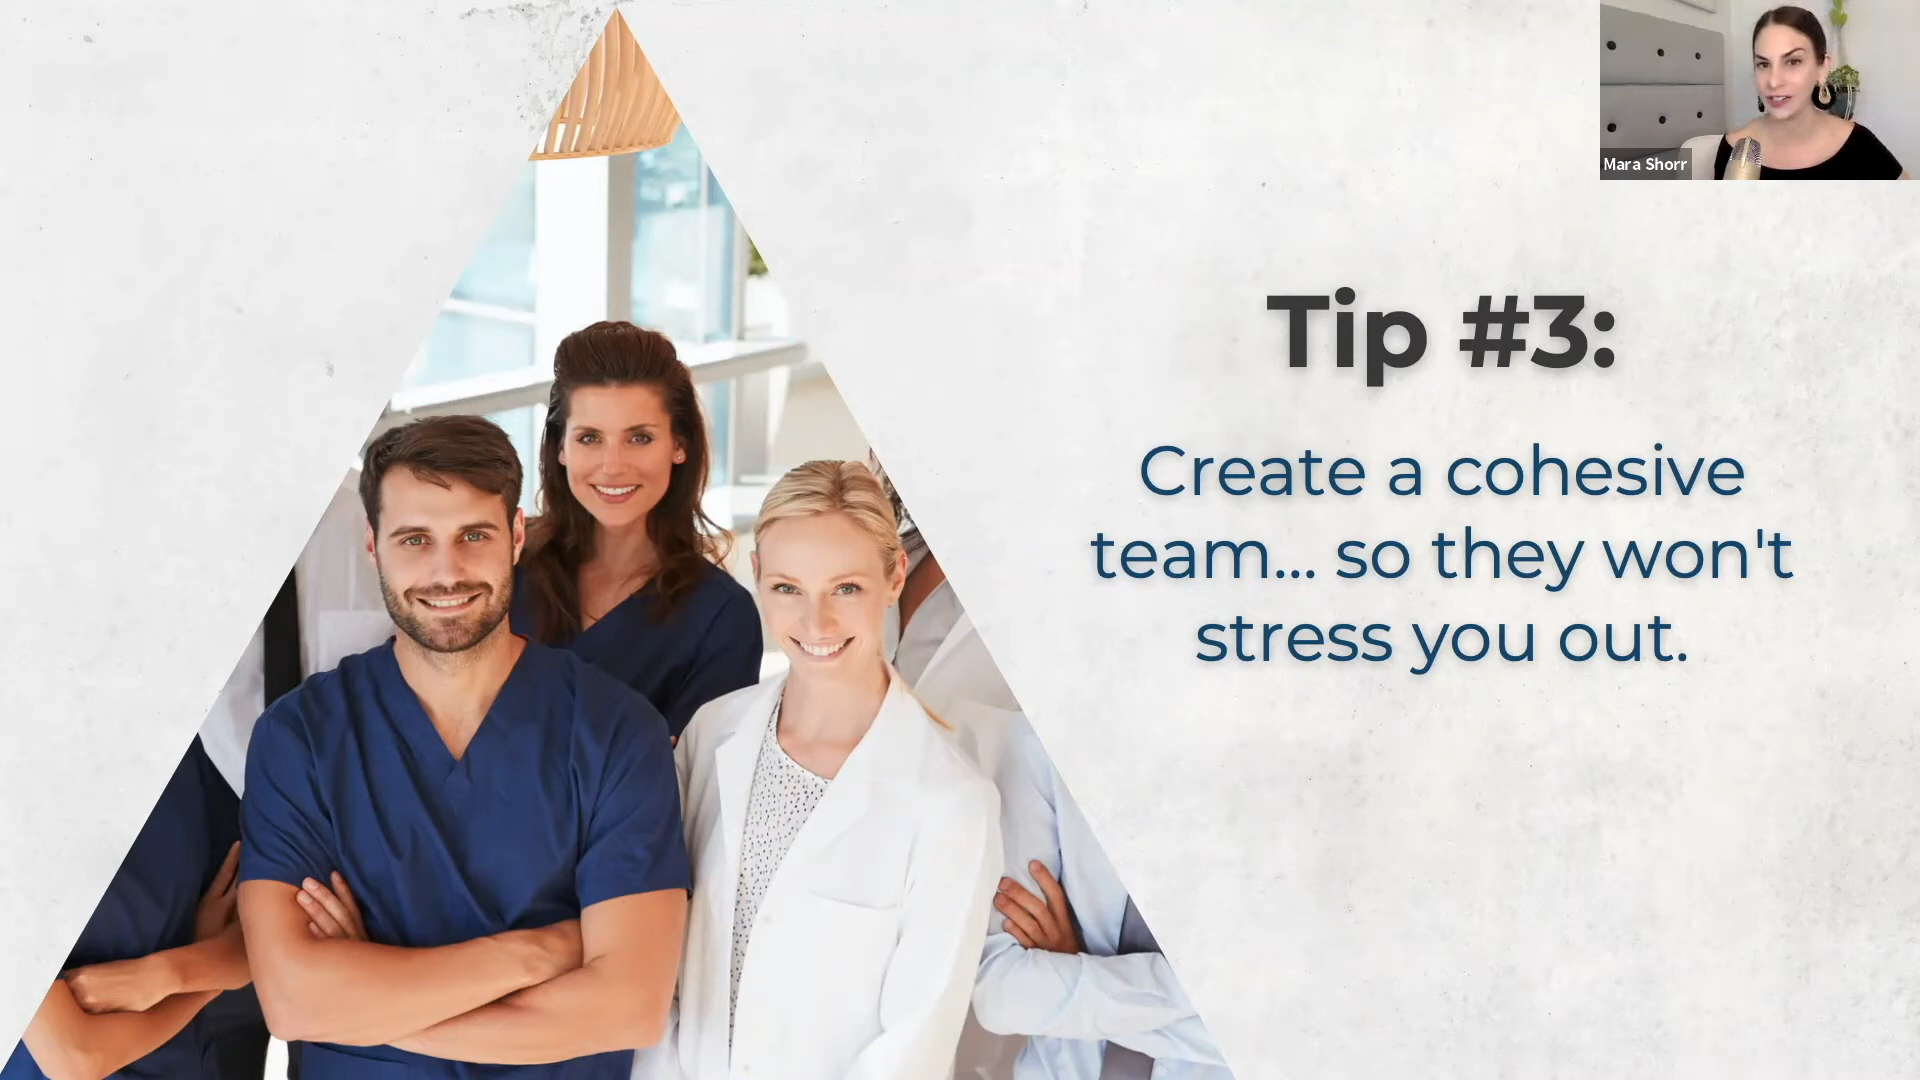 Mara Shorr
Tip #3:
Create a cohesive
team... so they won't
stress you out.